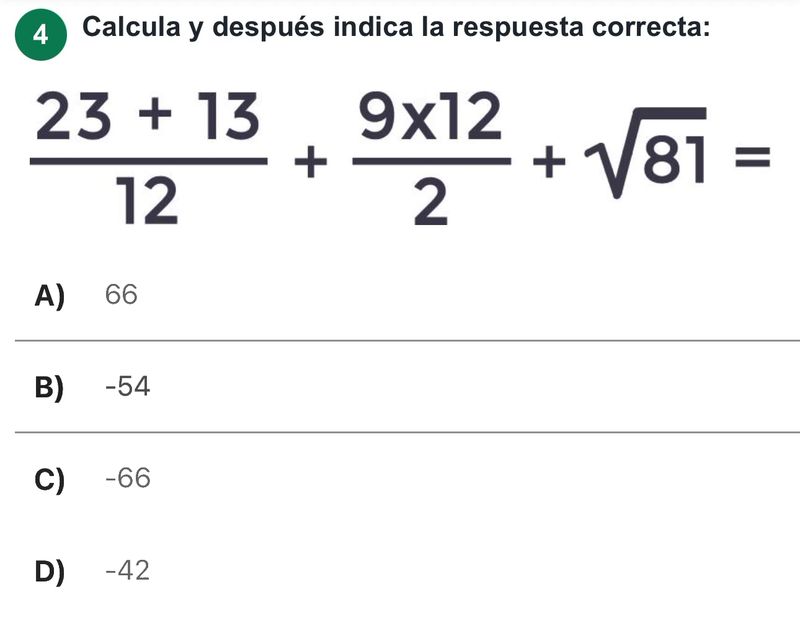 4 Calcula y después indica la respuesta correcta:
23 + 13 / 12 + 9x12 / 2 + √81 =
A) 66
B) -54
C) -66
D) -42